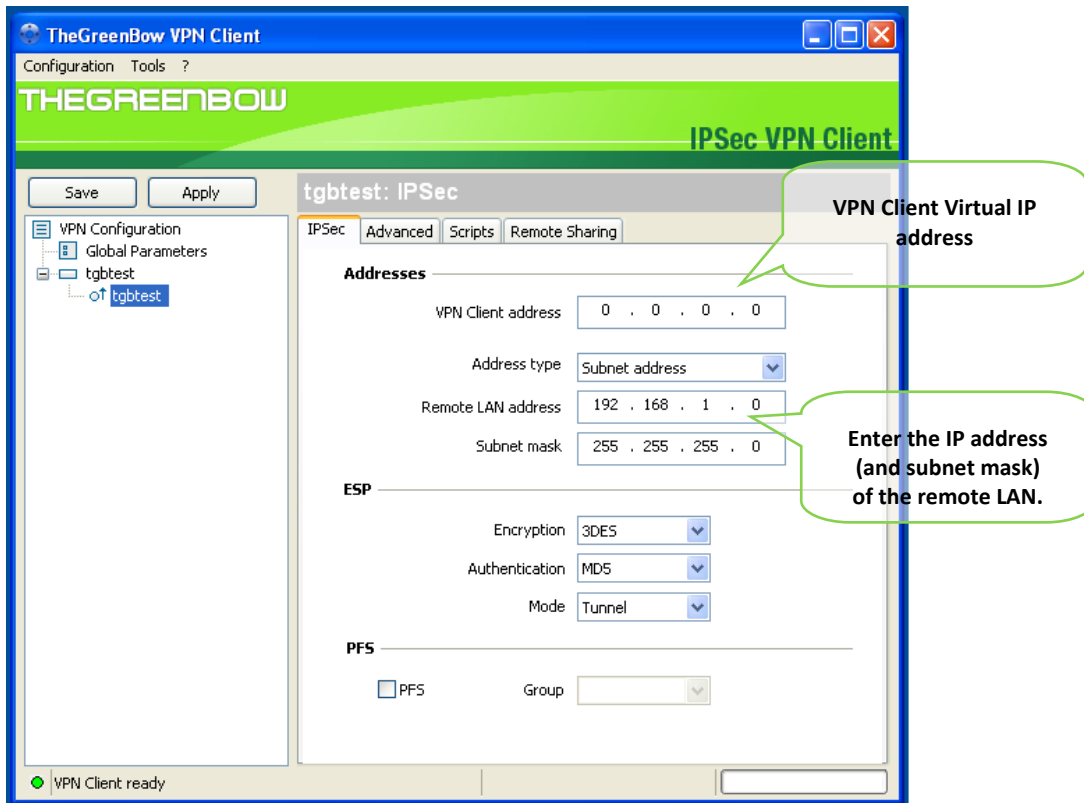 TheGreenBow VPN Client
Configuration Tools ?
THEGREENBOW
IPSec VPN Client
Save Apply
VPN Configuration
Global Parameters
tgbtest
tgbtest
tgbtest: IPSec
IPSec Advanced Scripts Remote Sharing
Addresses
VPN Client address 0 . 0 . 0 . 0
Address type Subnet address
Remote LAN address 192 . 168 . 1 . 0
Subnet mask 255 . 255 . 255 . 0
ESP
Encryption 3DES
Authentication MD5
Mode Tunnel
PFS
PFS Group
VPN Client ready
VPN Client Virtual IP
address
Enter the IP address
(and subnet mask)
of the remote LAN.